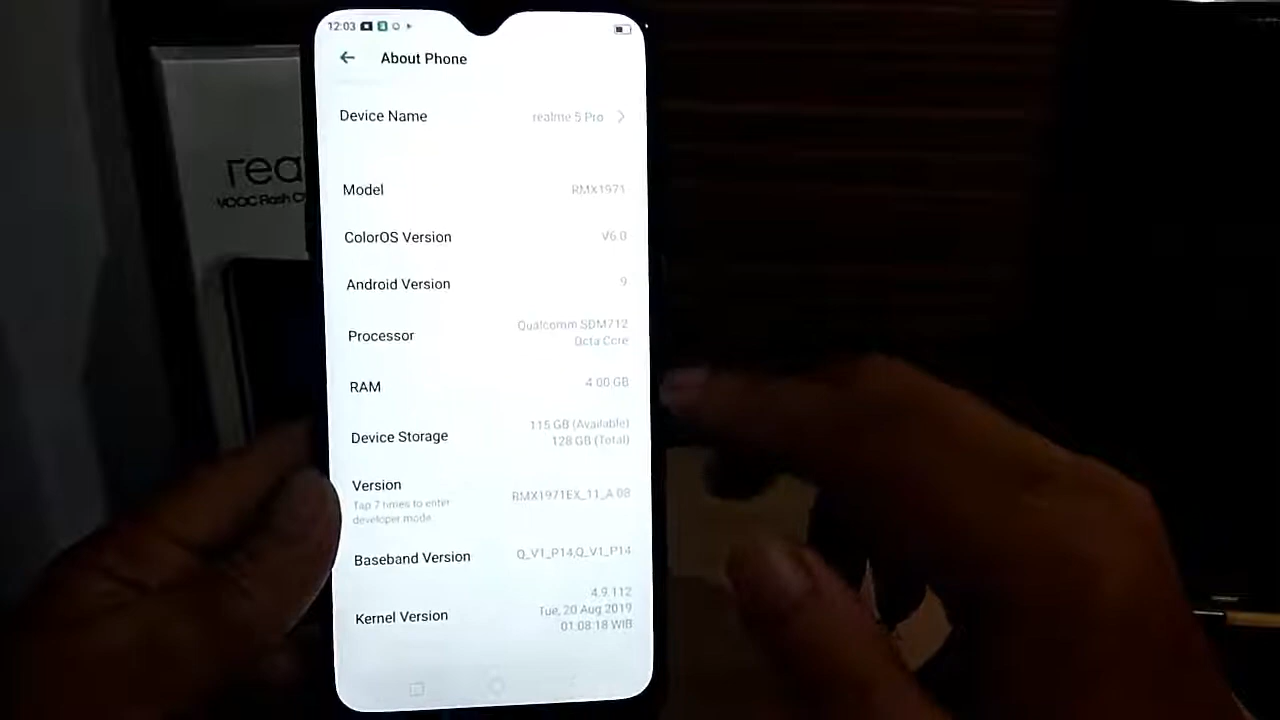 12:03
About Phone
Device Name
realme 5 Pro
Model
RMX1971
ColorOS Version
V6.0
Android Version
9
Processor
Qualcomm SDM712
Octa Core
RAM
4.00 GB
Device Storage
115 GB (Available)
128 GB (Total)
Version
Tap 7 times to enter
developer mode.
RMX1971EX_11_A.08
Baseband Version
Q_V1_P14,Q_V1_P14
Kernel Version
4.9.112
Tue, 20 Aug 2019
01:08:18 WIB
rea
VOOC Flash